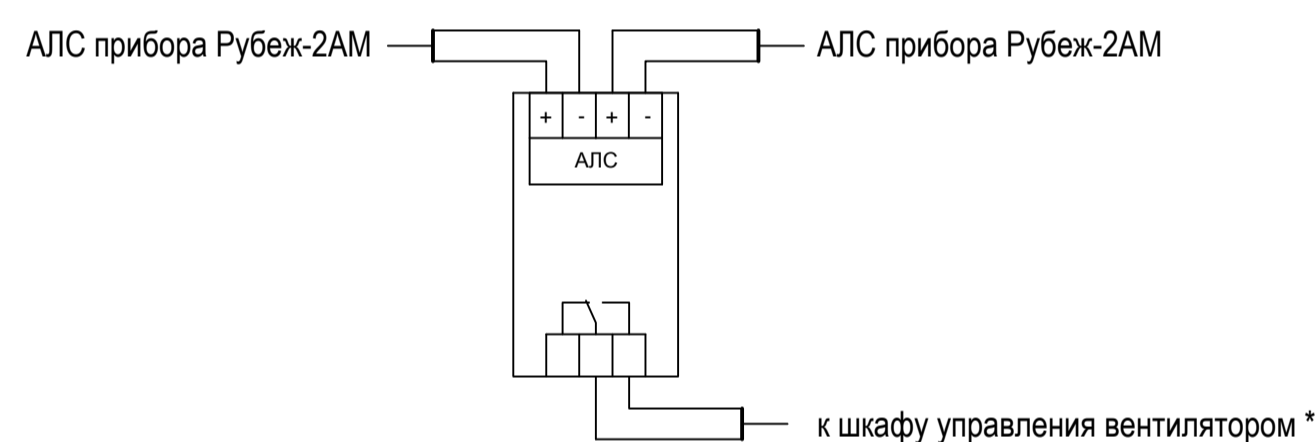 АЛС прибора Рубеж-2АМ
АЛС прибора Рубеж-2АМ
+ - + -
АЛС
к шкафу управления вентилятором *